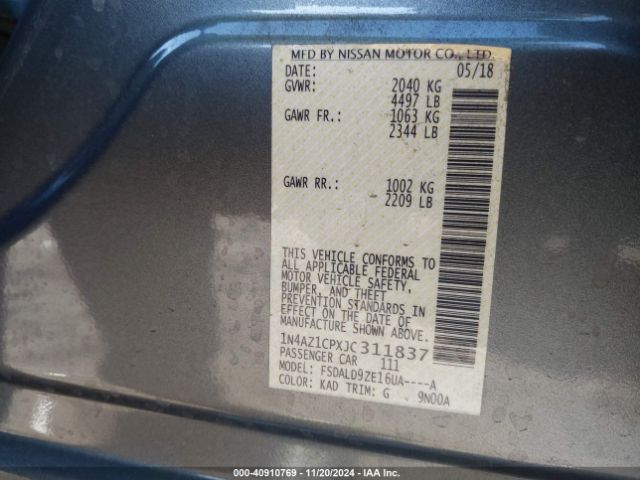 MFD BY NISSAN MOTOR CO., LTD.
DATE: 05/18
GVWR: 2040 KG
4497 LB
GAWR FR.: 1063 KG
2344 LB
GAWR RR.: 1002 KG
2209 LB
THIS VEHICLE CONFORMS TO
ALL APPLICABLE FEDERAL
MOTOR VEHICLE SAFETY,
BUMPER, AND THEFT
PREVENTION STANDARDS IN
EFFECT ON THE DATE OF
MANUFACTURE SHOWN ABOVE.
1N4AZ1CPXJC311837
PASSENGER CAR 111
MODEL: FSDALD9ZE16UA----A
COLOR: KAD TRIM: G 9N00A
000-40910769 - 11/20/2024 - IAA Inc.